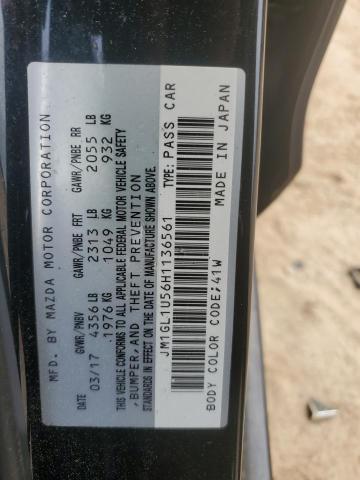 MFD. BY MAZDA MOTOR CORPORATION
DATE GVWR/PNBV GAWR/PNBE FRT GAWR/PNBE RR
03/17 4356 LB 2313 LB 2055 LB
1976 KG 1049 KG 932 KG
THIS VEHICLE CONFORMS TO ALL APPLICABLE FEDERAL MOTOR VEHICLE SAFETY
, BUMPER, AND THEFT PREVENTION
STANDARDS IN EFFECT ON THE DATE OF MANUFACTURE SHOWN ABOVE.
JM1GL1U56H1136561 TYPE: PASS CAR
BODY COLOR CODE;41W MADE IN JAPAN